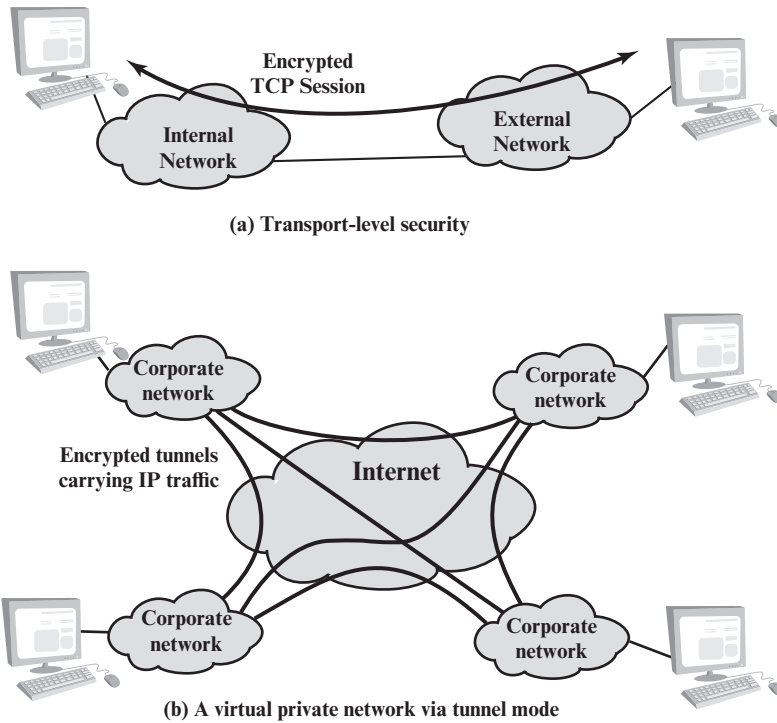 Encrypted
TCP Session
Internal
Network
External
Network
(a) Transport-level security
Corporate
network
Corporate
network
Encrypted tunnels
carrying IP traffic
Internet
Corporate
network
Corporate
network
(b) A virtual private network via tunnel mode